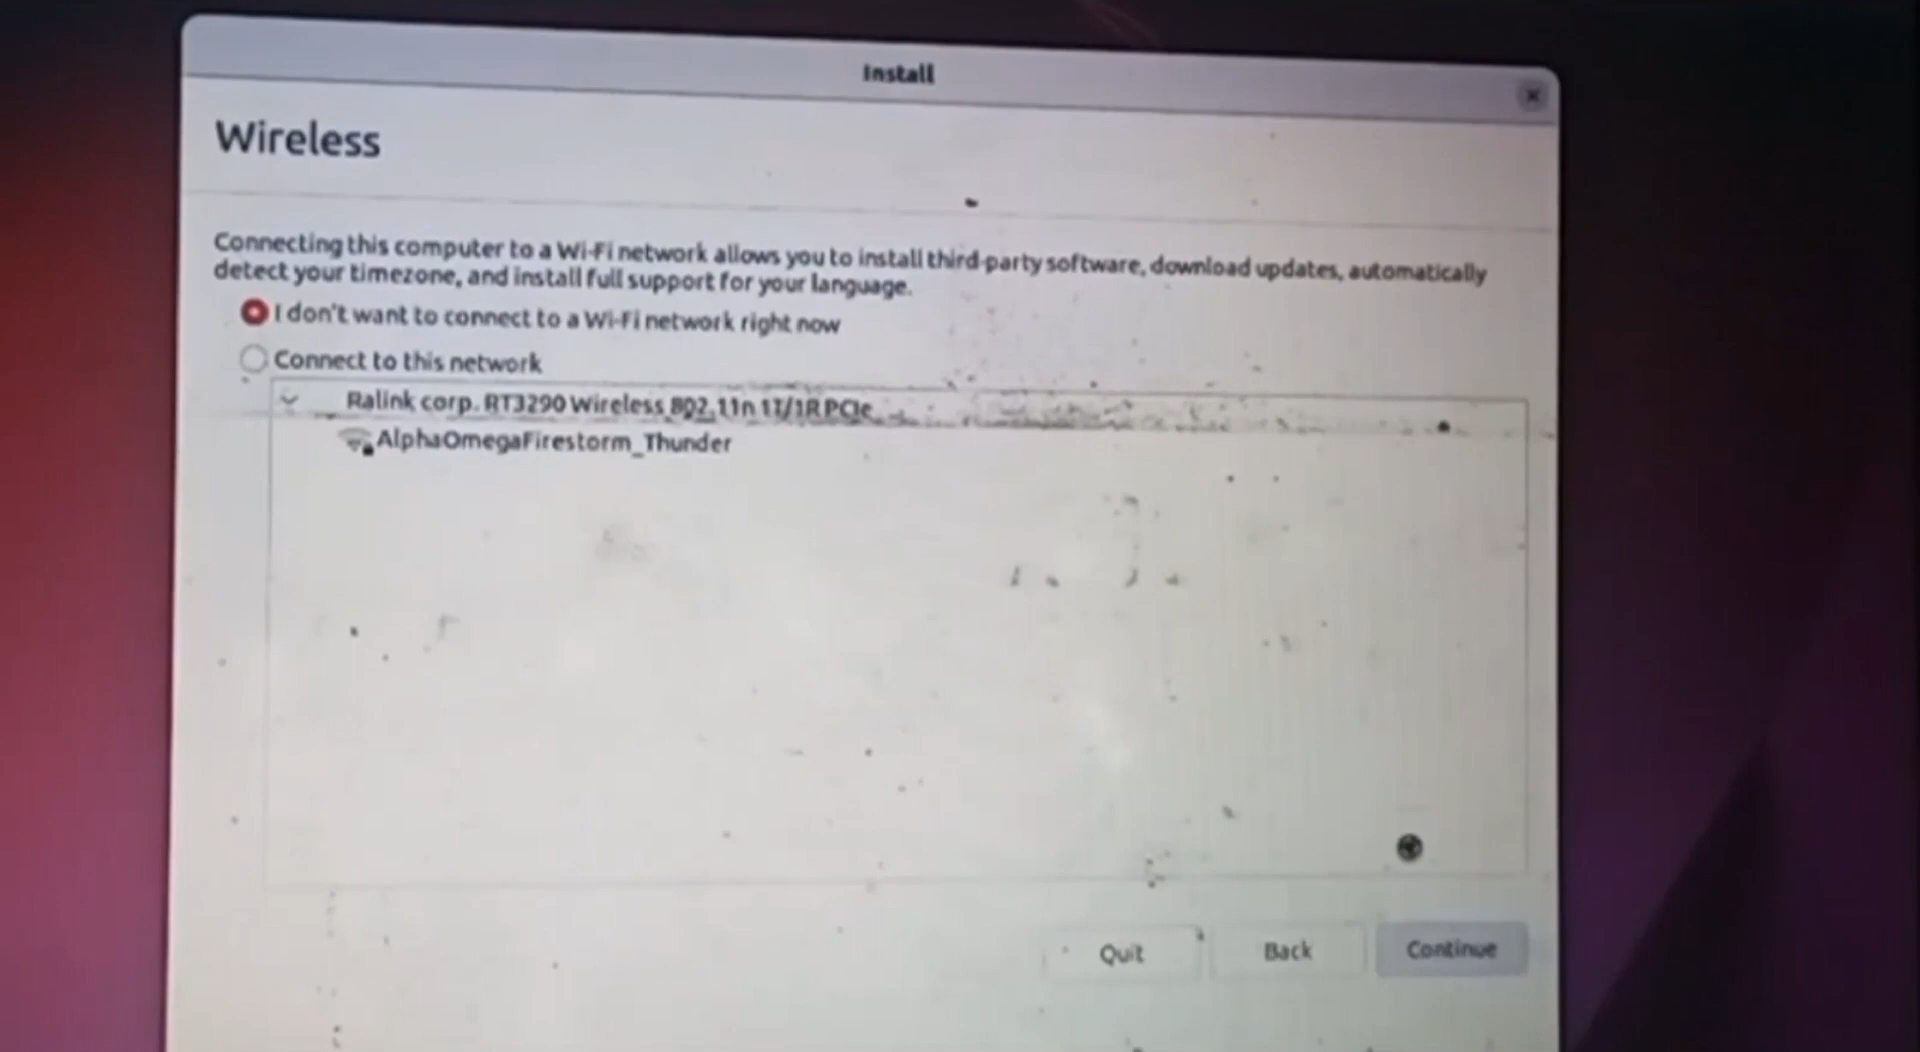 Install
Wireless
Connecting this computer to a Wi-Fi network allows you to install third-party software, download updates, automatically
detect your timezone, and install full support for your language.
I don't want to connect to a Wi-Fi network right now
Connect to this network
Ralink corp. RT3290 Wireless 802.11n 1T/1R PCIe
AlphaOmegaFirestorm_Thunder
Quit
Back
Continue